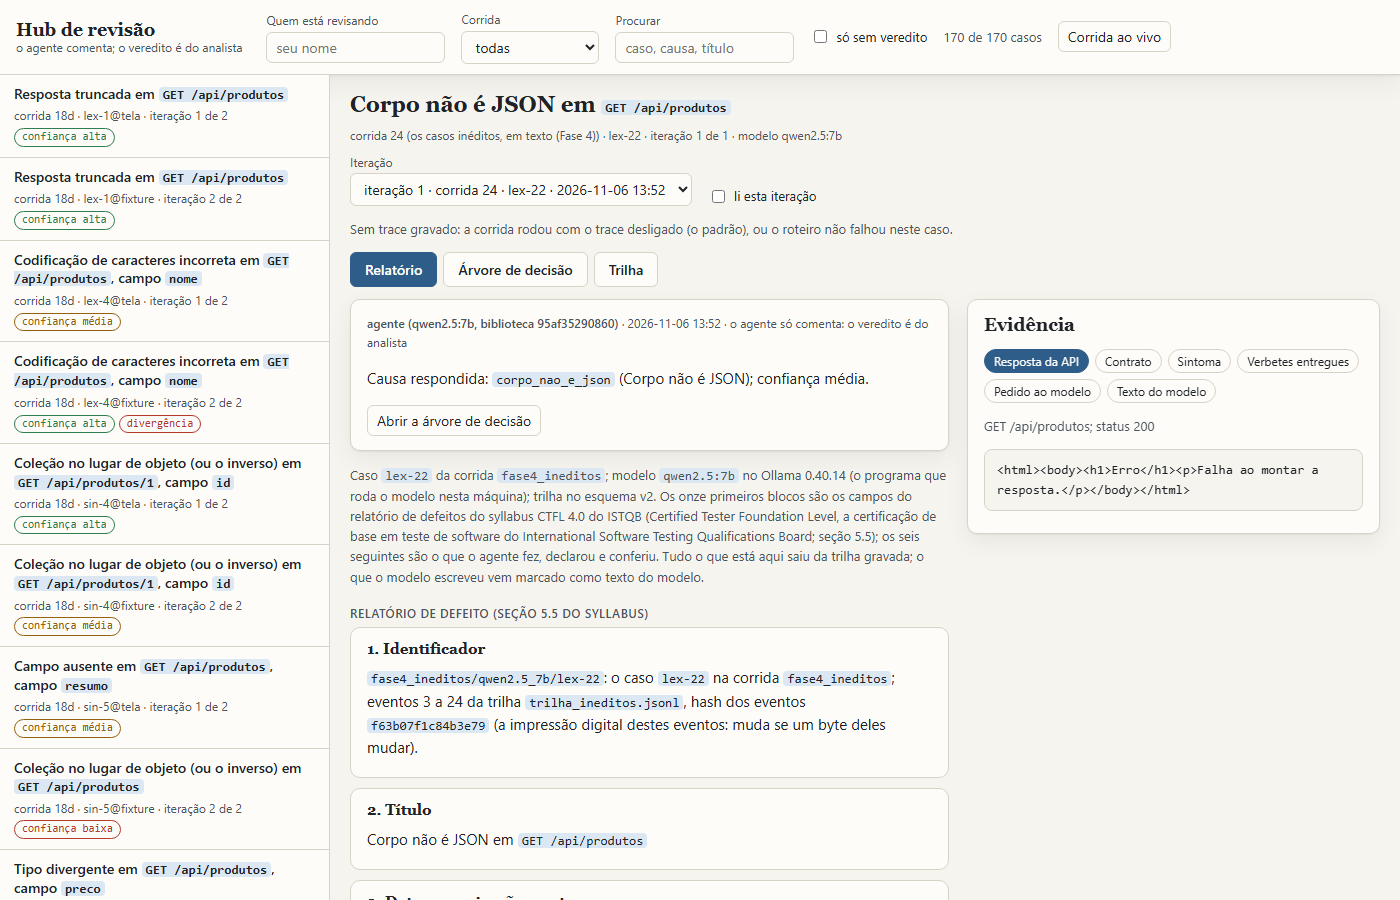 Hub de revisão
o agente comenta; o veredito é do analista
Quem está revisando
seu nome
Corrida
todas
Procurar
caso, causa, título
só sem veredito
170 de 170 casos
Corrida ao vivo
Resposta truncada em GET /api/produtos
corrida 18d · lex-1@tela · iteração 1 de 2
confiança alta
Resposta truncada em GET /api/produtos
corrida 18d · lex-1@fixture · iteração 2 de 2
confiança alta
Codificação de caracteres incorreta em GET
/api/produtos, campo nome
corrida 18d · lex-4@tela · iteração 1 de 2
confiança média
Codificação de caracteres incorreta em GET
/api/produtos, campo nome
corrida 18d · lex-4@fixture · iteração 2 de 2
confiança alta divergência
Coleção no lugar de objeto (ou o inverso) em
GET /api/produtos/1, campo id
corrida 18d · sin-4@tela · iteração 1 de 2
confiança alta
Coleção no lugar de objeto (ou o inverso) em
GET /api/produtos/1, campo id
corrida 18d · sin-4@fixture · iteração 2 de 2
confiança média
Campo ausente em GET /api/produtos,
campo resumo
corrida 18d · sin-5@tela · iteração 1 de 2
confiança média
Coleção no lugar de objeto (ou o inverso) em
GET /api/produtos
corrida 18d · sin-5@fixture · iteração 2 de 2
confiança baixa
Tipo divergente em GET /api/produtos,
campo preco
Corpo não é JSON em GET /api/produtos
corrida 24 (os casos inéditos, em texto (Fase 4)) · lex-22 · iteração 1 de 1 · modelo qwen2.5:7b
Iteração
iteração 1 · corrida 24 · lex-22 · 2026-11-06 13:52
li esta iteração
Sem trace gravado: a corrida rodou com o trace desligado (o padrão), ou o roteiro não falhou neste caso.
Relatório
Árvore de decisão
Trilha
agente (qwen2.5:7b, biblioteca 95af35290860) · 2026-11-06 13:52 · o agente só comenta: o veredito é do
analista
Causa respondida: corpo_nao_e_json (Corpo não é JSON); confiança média.
Abrir a árvore de decisão
Caso lex-22 da corrida fase4_ineditos; modelo qwen2.5:7b no Ollama 0.40.14 (o programa que
roda o modelo nesta máquina); trilha no esquema v2. Os onze primeiros blocos são os campos do
relatório de defeitos do syllabus CTFL 4.0 do ISTQB (Certified Tester Foundation Level, a certificação de
base em teste de software do International Software Testing Qualifications Board; seção 5.5); os seis
seguintes são o que o agente fez, declarou e conferiu. Tudo o que está aqui saiu da trilha gravada; o
que o modelo escreveu vem marcado como texto do modelo.
RELATÓRIO DE DEFEITO (SEÇÃO 5.5 DO SYLLABUS)
1. Identificador
fase4_ineditos/qwen2.5_7b/lex-22: o caso lex-22 na corrida fase4_ineditos;
eventos 3 a 24 da trilha trilha_ineditos.jsonl, hash dos eventos
f63b07f1c84b3e79 (a impressão digital destes eventos: muda se um byte deles
mudar).
2. Título
Corpo não é JSON em GET /api/produtos
Evidência
Resposta da API
Contrato
Sintoma
Verbetes entregues
Pedido ao modelo
Texto do modelo
GET /api/produtos; status 200
<html><body><h1>Erro</h1><p>Falha ao montar a
resposta.</p></body></html>